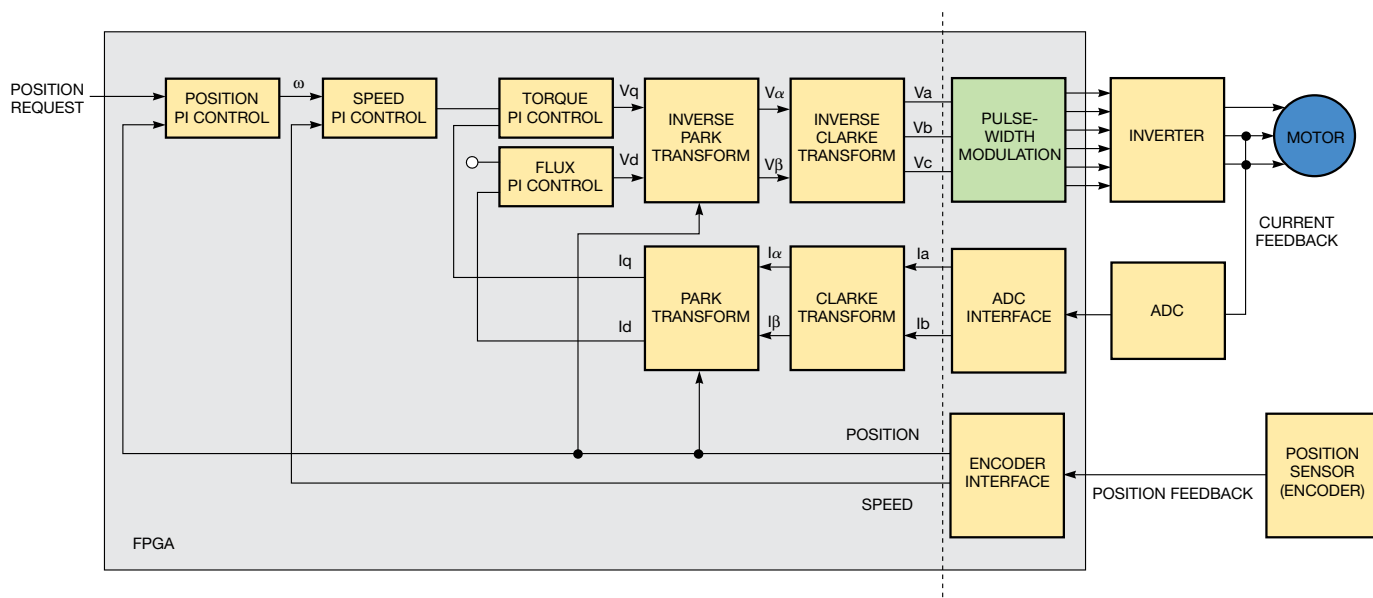 POSITION
REQUEST
POSITION
PI CONTROL
ω
SPEED
PI CONTROL
TORQUE
PI CONTROL
Vq
FLUX
PI CONTROL
Vd
INVERSE
PARK
TRANSFORM
Vα
Vβ
INVERSE
CLARKE
TRANSFORM
Va
Vb
Vc
PULSE-
WIDTH
MODULATION
INVERTER
MOTOR
CURRENT
FEEDBACK
Iq
Id
PARK
TRANSFORM
Iα
Iβ
CLARKE
TRANSFORM
Ia
Ib
ADC
INTERFACE
ADC
POSITION
SPEED
ENCODER
INTERFACE
POSITION FEEDBACK
POSITION
SENSOR
(ENCODER)
FPGA